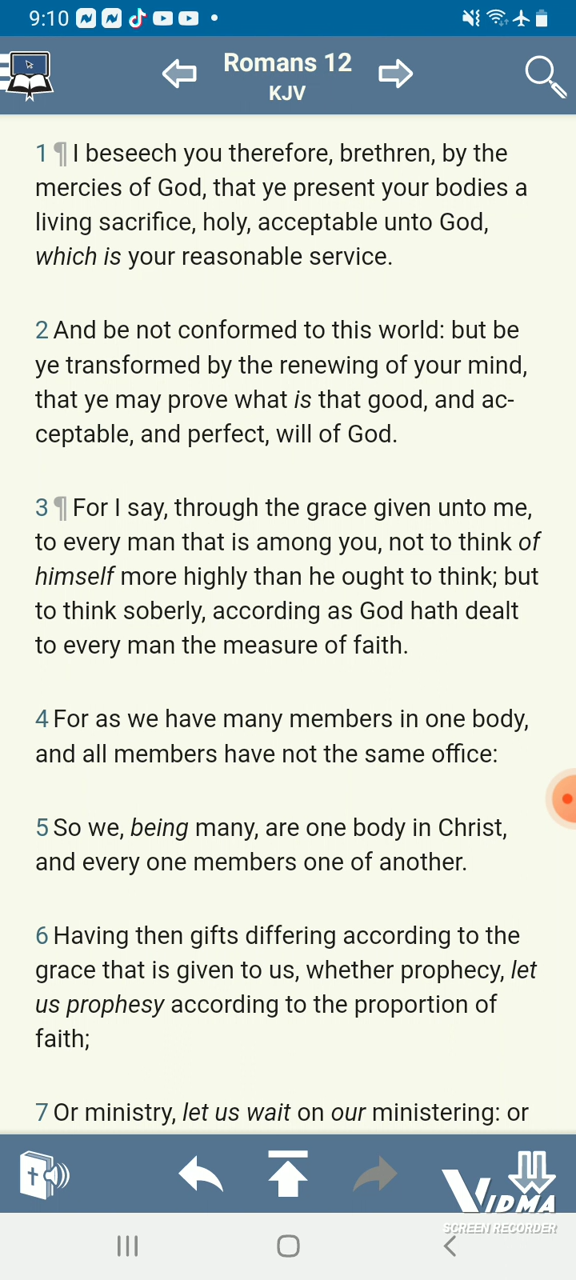 9:10
Romans 12
KJV
1 ¶ I beseech you therefore, brethren, by the
mercies of God, that ye present your bodies a
living sacrifice, holy, acceptable unto God,
which is your reasonable service.
2 And be not conformed to this world: but be
ye transformed by the renewing of your mind,
that ye may prove what is that good, and ac-
ceptable, and perfect, will of God.
3 ¶ For I say, through the grace given unto me,
to every man that is among you, not to think of
himself more highly than he ought to think; but
to think soberly, according as God hath dealt
to every man the measure of faith.
4 For as we have many members in one body,
and all members have not the same office:
5 So we, being many, are one body in Christ,
and every one members one of another.
6 Having then gifts differing according to the
grace that is given to us, whether prophecy, let
us prophesy according to the proportion of
faith;
7 Or ministry, let us wait on our ministering: or
VIDMA
SCREEN RECORDER